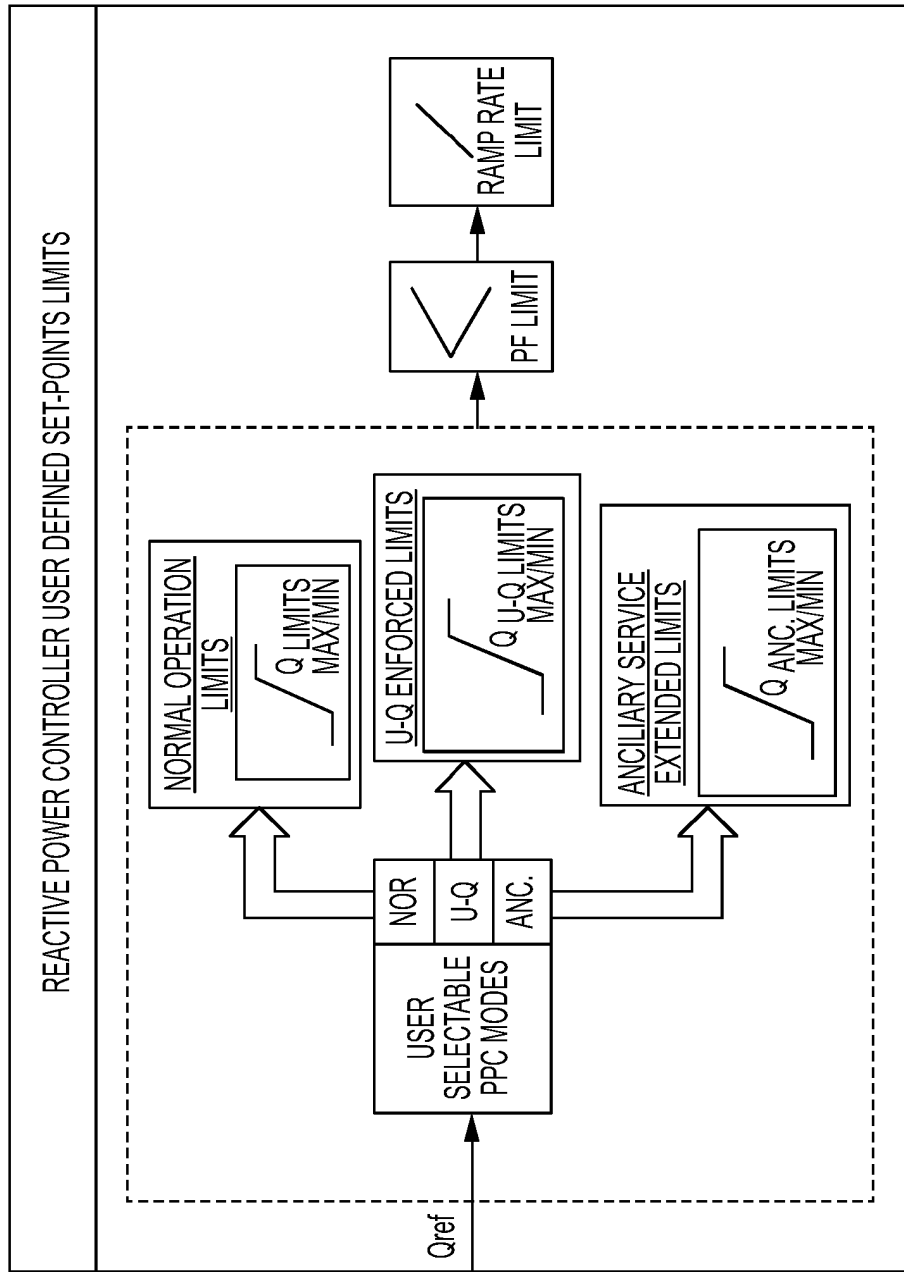 REACTIVE POWER CONTROLLER USER DEFINED SET-POINTS LIMITS
Qref
USER
SELECTABLE
PPC MODES
NOR
U-Q
ANC.
NORMAL OPERATION
LIMITS
Q LIMITS
MAX/MIN
U-Q ENFORCED LIMITS
Q U-Q LIMITS
MAX/MIN
ANCILIARY SERVICE
EXTENDED LIMITS
Q ANC. LIMITS
MAX/MIN
PF LIMIT
RAMP RATE
LIMIT